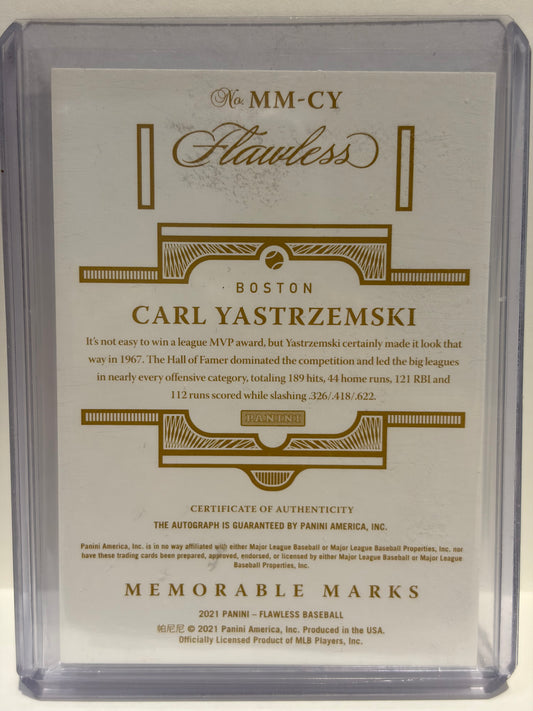 No. MM-CY
Flawless
BOSTON
CARL YASTRZEMSKI
It's not easy to win a league MVP award, but Yastrzemski certainly made it look that
way in 1967. The Hall of Famer dominated the competition and led the big leagues
in nearly every offensive category, totaling 189 hits, 44 home runs, 121 RBI and
112 runs scored while slashing .326/.418/.622.
PANINI
CERTIFICATE OF AUTHENTICITY
THE AUTOGRAPH IS GUARANTEED BY PANINI AMERICA, INC.
Panini America, Inc. is in no way affiliated with either Major League Baseball or Major League Baseball Properties, Inc. nor
have these trading cards been prepared, approved, endorsed, or licensed by either Major League Baseball or Major League
Baseball Properties, Inc.
MEMORABLE MARKS
2021 PANINI – FLAWLESS BASEBALL
帕尼尼 © 2021 Panini America, Inc. Produced in the USA.
Officially Licensed Product of MLB Players, Inc.